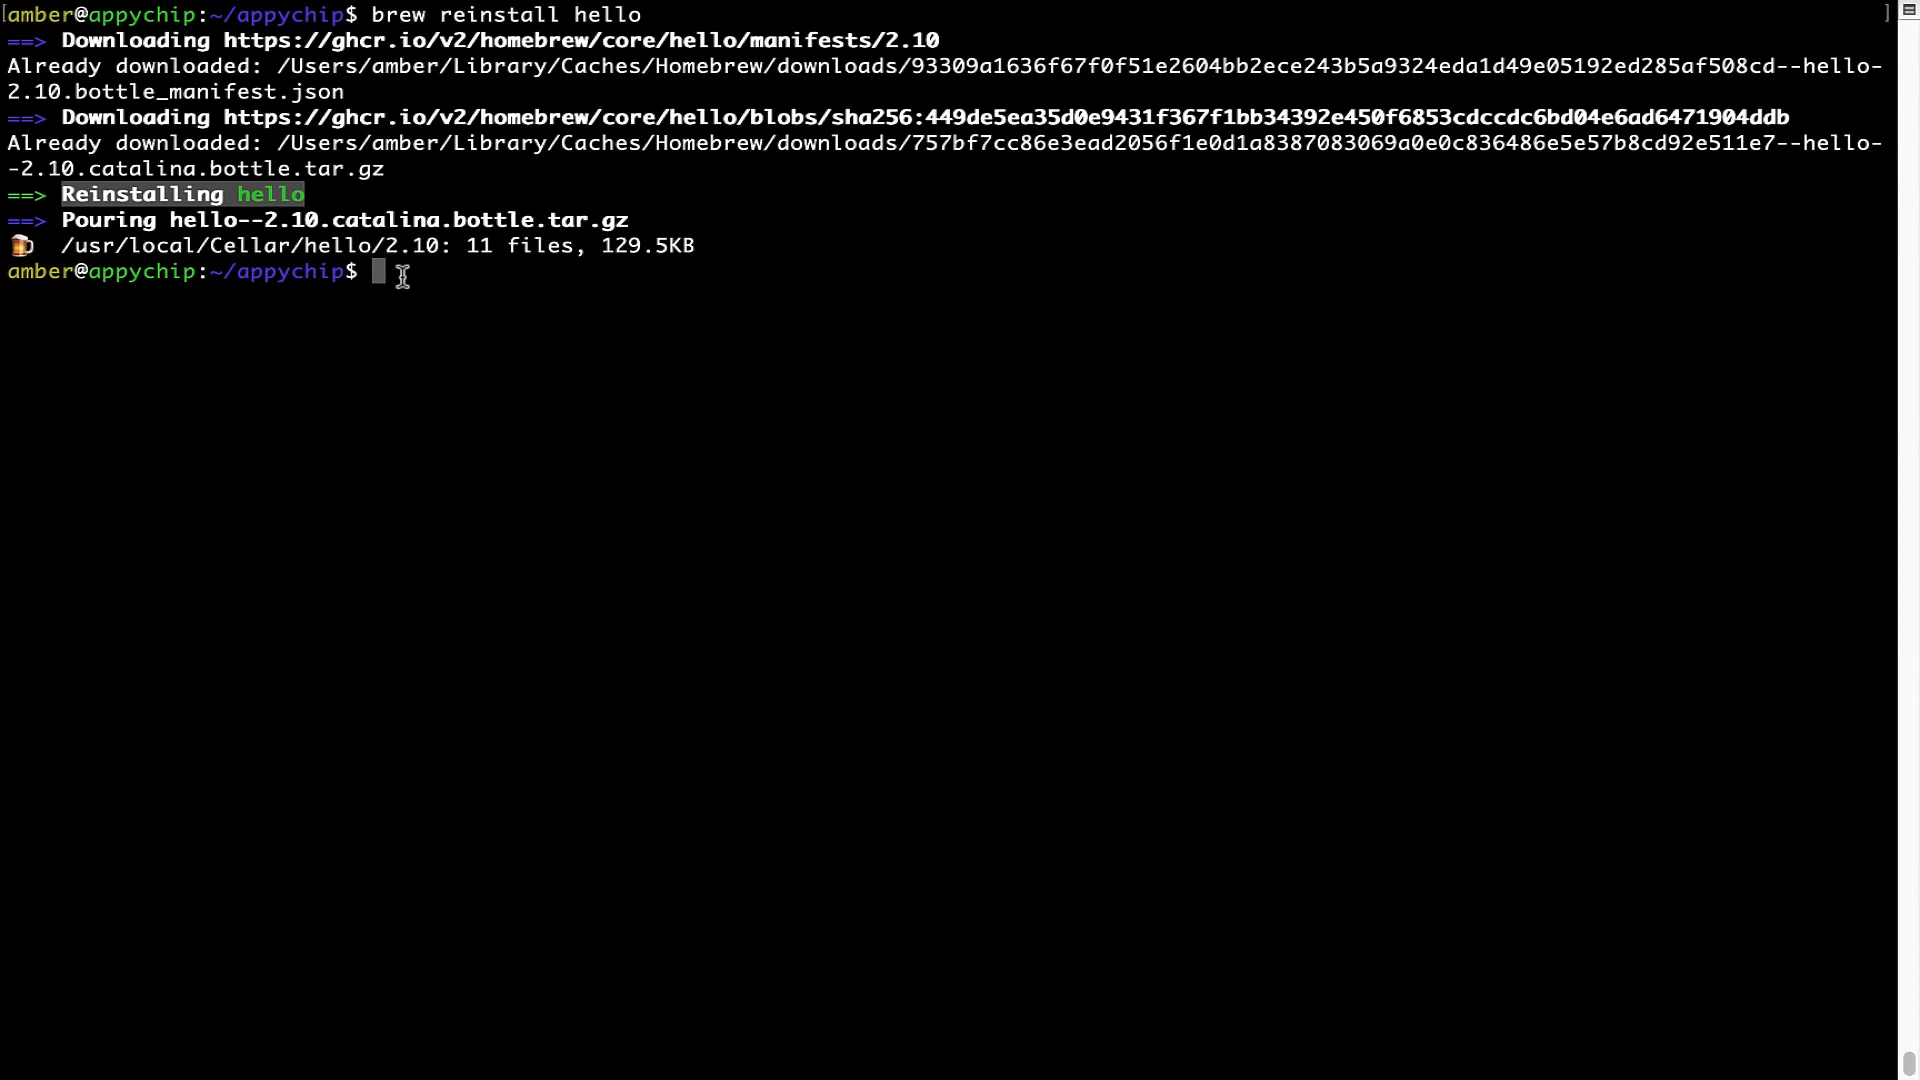 [amber@appychip:~/appychip$ brew reinstall hello ]
==> Downloading https://ghcr.io/v2/homebrew/core/hello/manifests/2.10
Already downloaded: /Users/amber/Library/Caches/Homebrew/downloads/93309a1636f67f0f51e2604bb2ece243b5a9324eda1d49e05192ed285af508cd--hello-
2.10.bottle_manifest.json
==> Downloading https://ghcr.io/v2/homebrew/core/hello/blobs/sha256:449de5ea35d0e9431f367f1bb34392e450f6853cdccdc6bd04e6ad6471904ddb
Already downloaded: /Users/amber/Library/Caches/Homebrew/downloads/757bf7cc86e3ead2056f1e0d1a8387083069a0e0c836486e5e57b8cd92e511e7--hello-
-2.10.catalina.bottle.tar.gz
==> Reinstalling hello
==> Pouring hello--2.10.catalina.bottle.tar.gz
🍺 /usr/local/Cellar/hello/2.10: 11 files, 129.5KB
amber@appychip:~/appychip$